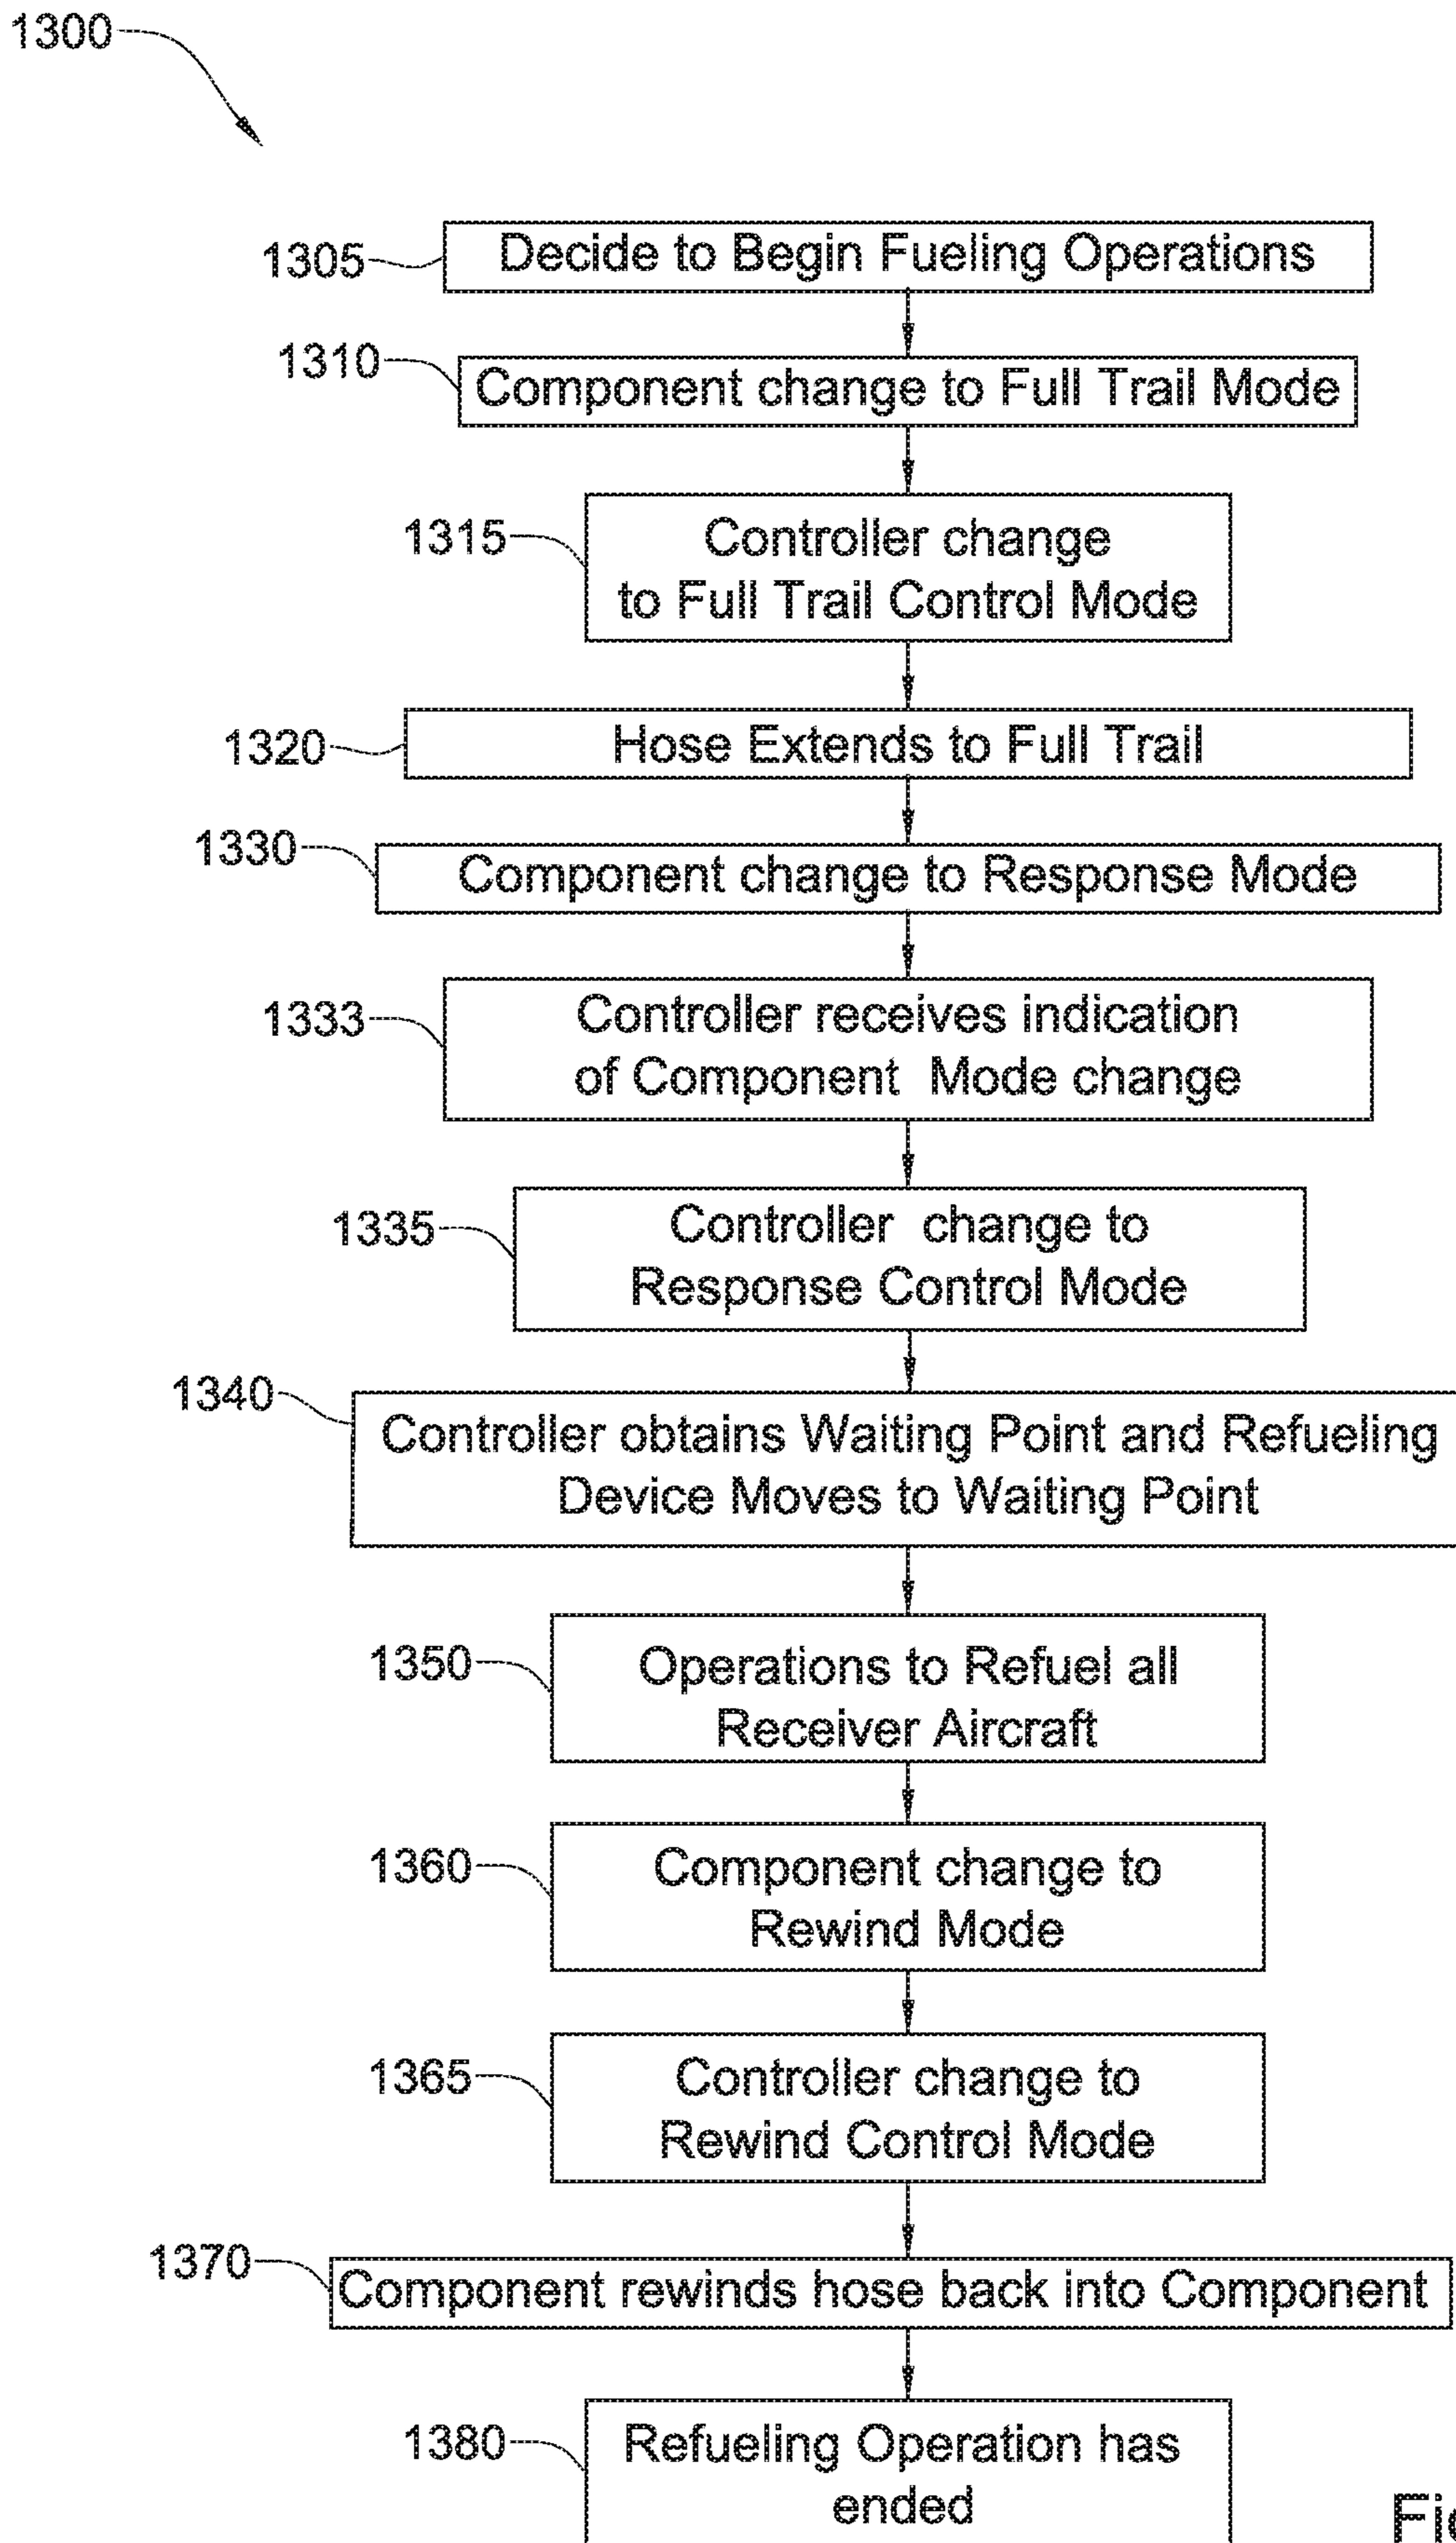 1300
1305
Decide to Begin Fueling Operations
1310
Component change to Full Trail Mode
1315
Controller change
to Full Trail Control Mode
1320
Hose Extends to Full Trail
1330
Component change to Response Mode
1333
Controller receives indication
of Component Mode change
1335
Controller change to
Response Control Mode
1340
Controller obtains Waiting Point and Refueling
Device Moves to Waiting Point
1350
Operations to Refuel all
Receiver Aircraft
1360
Component change to
Rewind Mode
1365
Controller change to
Rewind Control Mode
1370
Component rewinds hose back into Component
1380
Refueling Operation has
ended